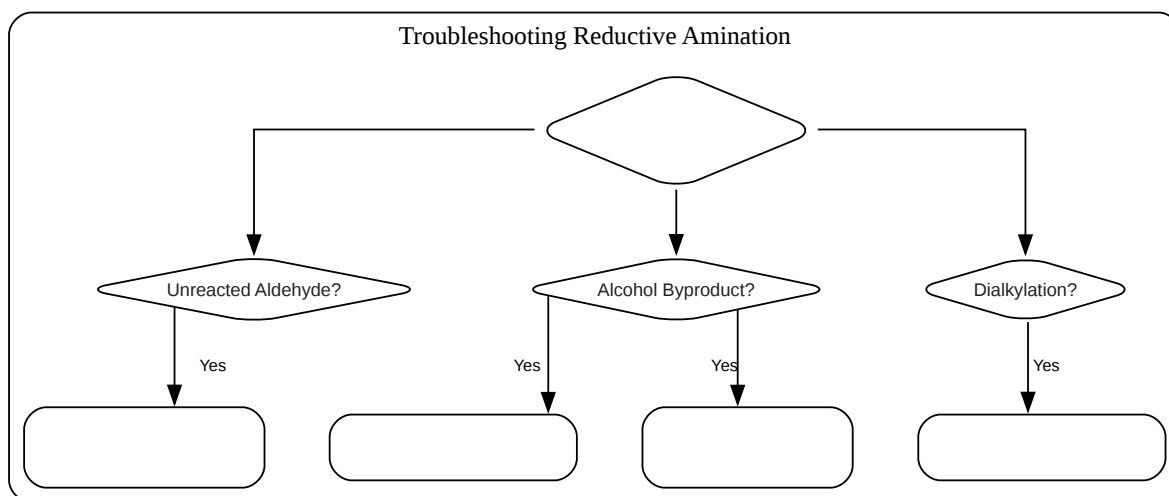 Troubleshooting Reductive Amination
Unreacted Aldehyde?
Alcohol Byproduct?
Dialkylation?
Yes
Yes
Yes
Yes